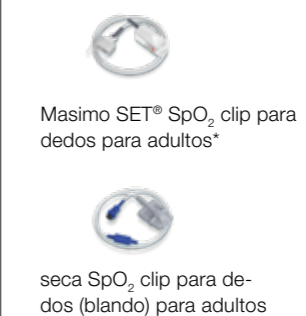 Masimo SET® SpO₂ clip para
dedos para adultos*
seca SpO₂ clip para de-
dos (blando) para adultos